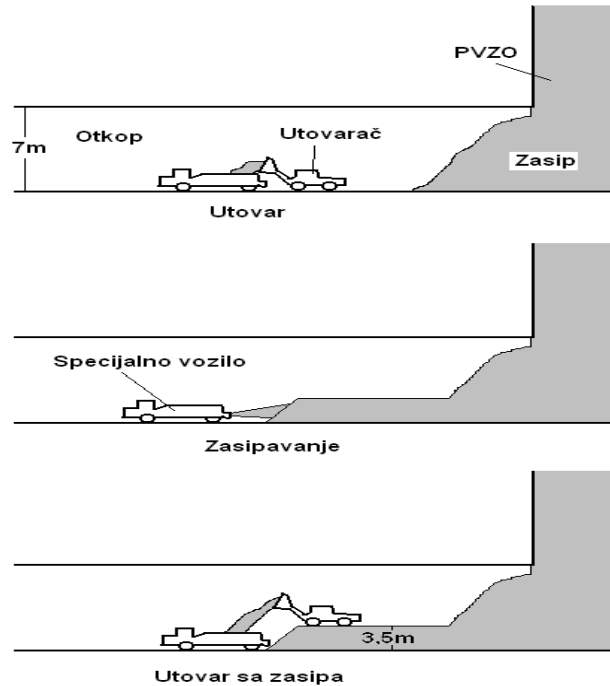 PVZO
Otkop
Utovarač
7m
Zasip
Utovar
Specijalno vozilo
Zasipavanje
3,5m
Utovar sa zasipa